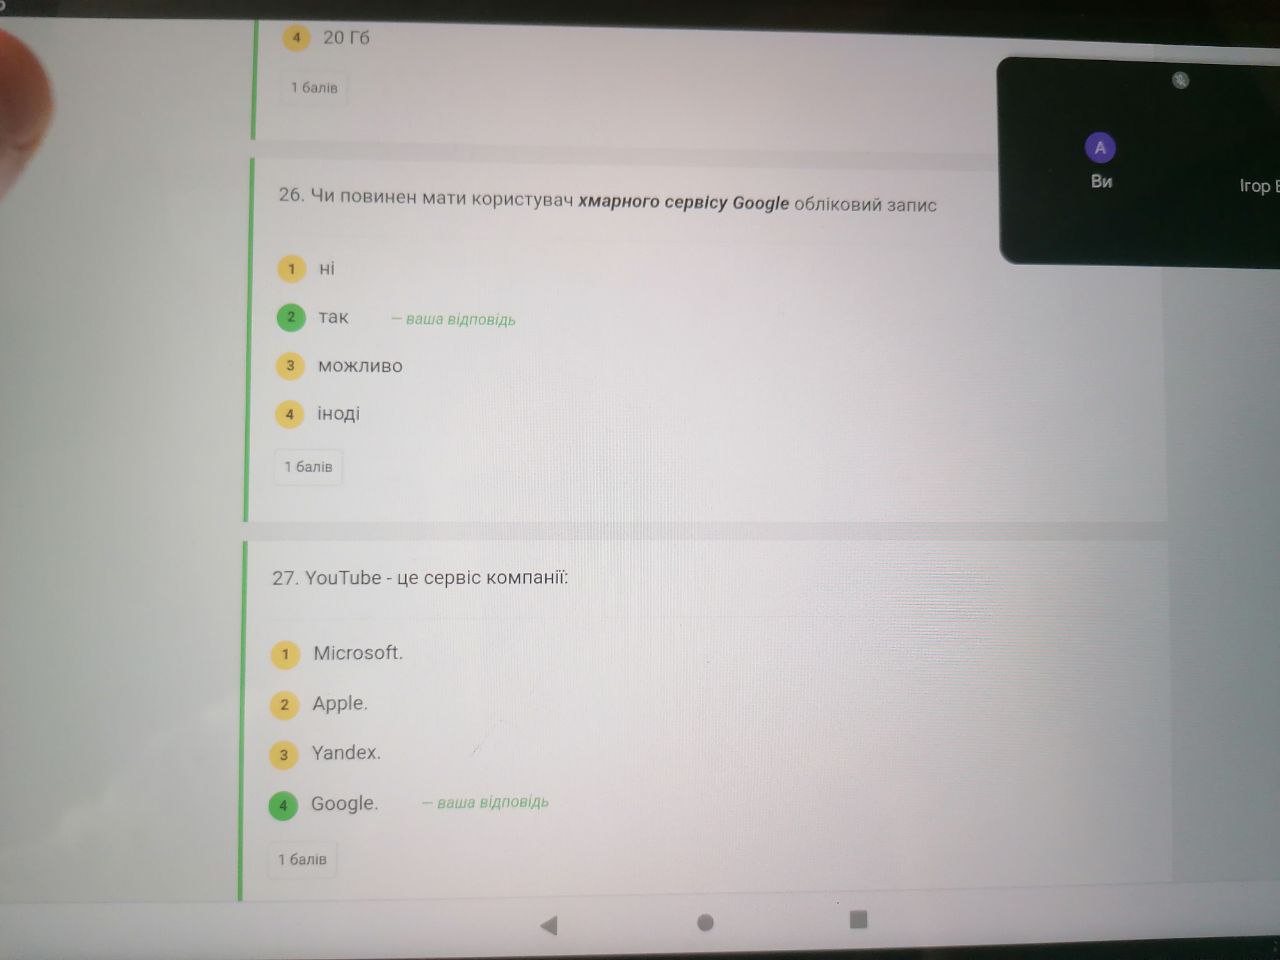 4 20 Гб
1 балів
A
Ви
Ігор
26. Чи повинен мати користувач хмарного сервісу Google обліковий запис
1 ні
2 так – ваша відповідь
3 можливо
4 іноді
1 балів
27. YouTube - це сервіс компанії:
1 Microsoft.
2 Apple.
3 Yandex.
4 Google. – ваша відповідь
1 балів